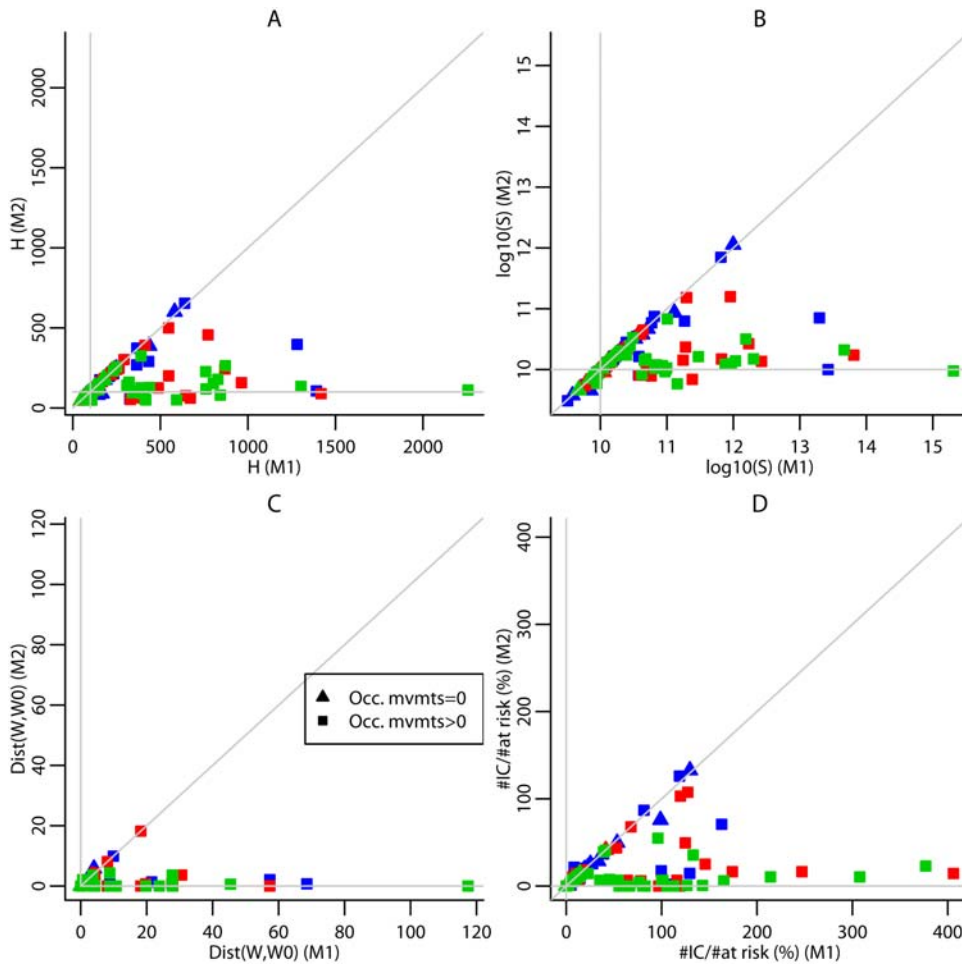 A
H (M2)
2000
1500
1000
500
0
0 500 1000 1500 2000
H (M1)
B
log10(S) (M2)
15
14
13
12
11
10
10 11 12 13 14 15
log10(S) (M1)
C
Dist(W,W0) (M2)
120
100
80
60
40
20
0
Occ. mvmts=0
Occ. mvmts>0
0 20 40 60 80 100 120
Dist(W,W0) (M1)
D
#IC/#at risk (%) (M2)
400
300
200
100
0
0 100 200 300 400
#IC/#at risk (%) (M1)